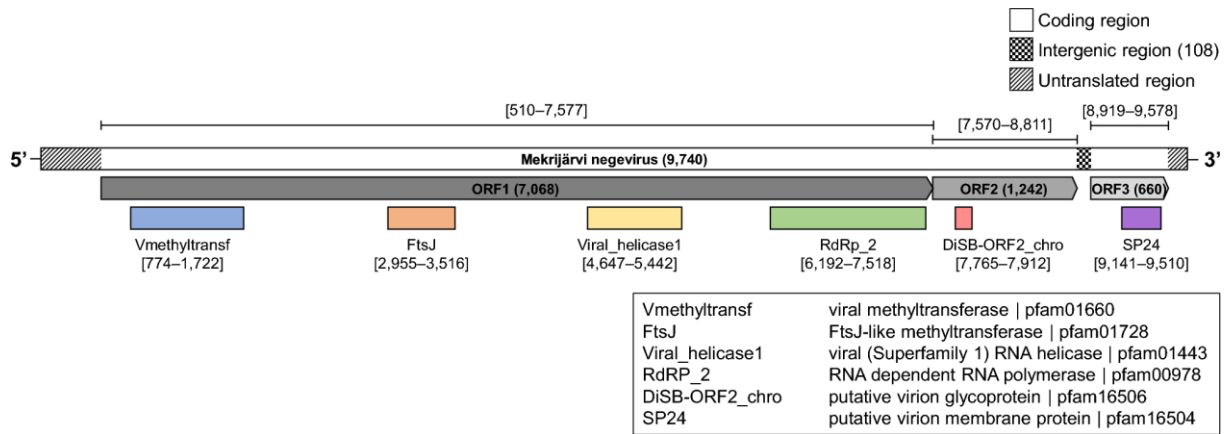 Coding region
Intergenic region (108)
Untranslated region
[510–7,577]
[7,570–8,811]
[8,919–9,578]
5’
Mekrijärvi negevirus (9,740)
3’
ORF1 (7,068)
ORF2 (1,242)
ORF3 (660)
Vmethyltransf
[774–1,722]
FtsJ
[2,955–3,516]
Viral_helicase1
[4,647–5,442]
RdRp_2
[6,192–7,518]
DiSB-ORF2_chro
[7,765–7,912]
SP24
[9,141–9,510]
Vmethyltransf viral methyltransferase | pfam01660
FtsJ FtsJ-like methyltransferase | pfam01728
Viral_helicase1 viral (Superfamily 1) RNA helicase | pfam01443
RdRP_2 RNA dependent RNA polymerase | pfam00978
DiSB-ORF2_chro putative virion glycoprotein | pfam16506
SP24 putative virion membrane protein | pfam16504